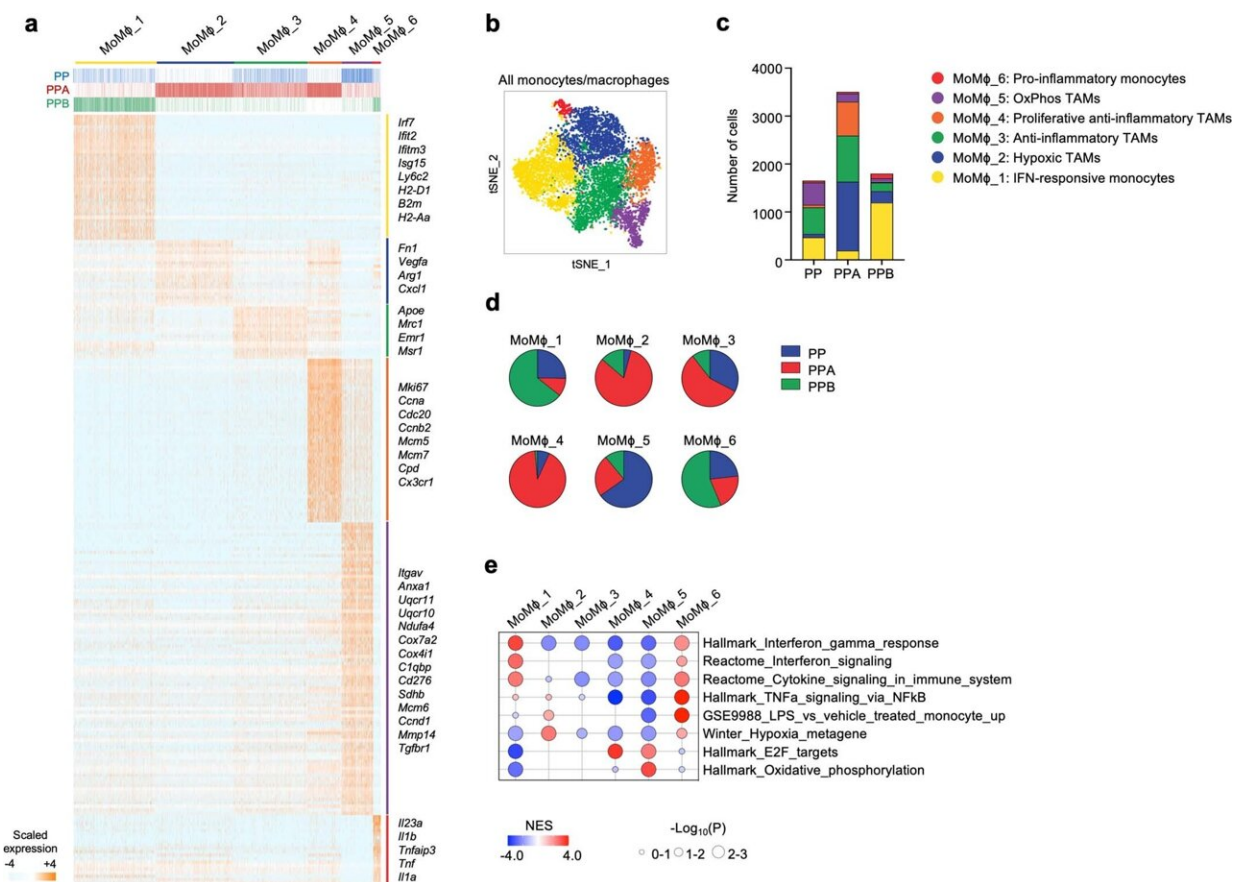 a
MoMϕ_1
MoMϕ_2
MoMϕ_3
MoMϕ_4
MoMϕ_5
MoMϕ_6
PP
PPA
PPB
Irf7
Ifit2
Ifitm3
Isg15
Ly6c2
H2-D1
B2m
H2-Aa
Fn1
Vegfa
Arg1
Cxcl1
Apoe
Mrc1
Emr1
Msr1
Mki67
Ccna
Cdc20
Ccnb2
Mcm5
Mcm7
Cpd
Cx3cr1
Itgav
Anxa1
Uqcr11
Uqcr10
Ndufa4
Cox7a2
Cox4i1
C1qbp
Cd276
Sdhb
Mcm6
Ccnd1
Mmp14
Tgfbr1
Il23a
Il1b
Tnfaip3
Tnf
Il1a
Scaled
expression
-4 +4
b
All monocytes/macrophages
tSNE_2
tSNE_1
c
Number of cells
4000
3000
2000
1000
0
PP PPA PPB
MoMϕ_6: Pro-inflammatory monocytes
MoMϕ_5: OxPhos TAMs
MoMϕ_4: Proliferative anti-inflammatory TAMs
MoMϕ_3: Anti-inflammatory TAMs
MoMϕ_2: Hypoxic TAMs
MoMϕ_1: IFN-responsive monocytes
d
MoMϕ_1 MoMϕ_2 MoMϕ_3
MoMϕ_4 MoMϕ_5 MoMϕ_6
PP
PPA
PPB
e
MoMϕ_1
MoMϕ_2
MoMϕ_3
MoMϕ_4
MoMϕ_5
MoMϕ_6
Hallmark_Interferon_gamma_response
Reactome_Interferon_signaling
Reactome_Cytokine_signaling_in_immune_system
Hallmark_TNFa_signaling_via_NFkB
GSE9988_LPS_vs_vehicle_treated_monocyte_up
Winter_Hypoxia_metagene
Hallmark_E2F_targets
Hallmark_Oxidative_phosphorylation
NES
-4.0 4.0
-Log10(P)
0-1 1-2 2-3